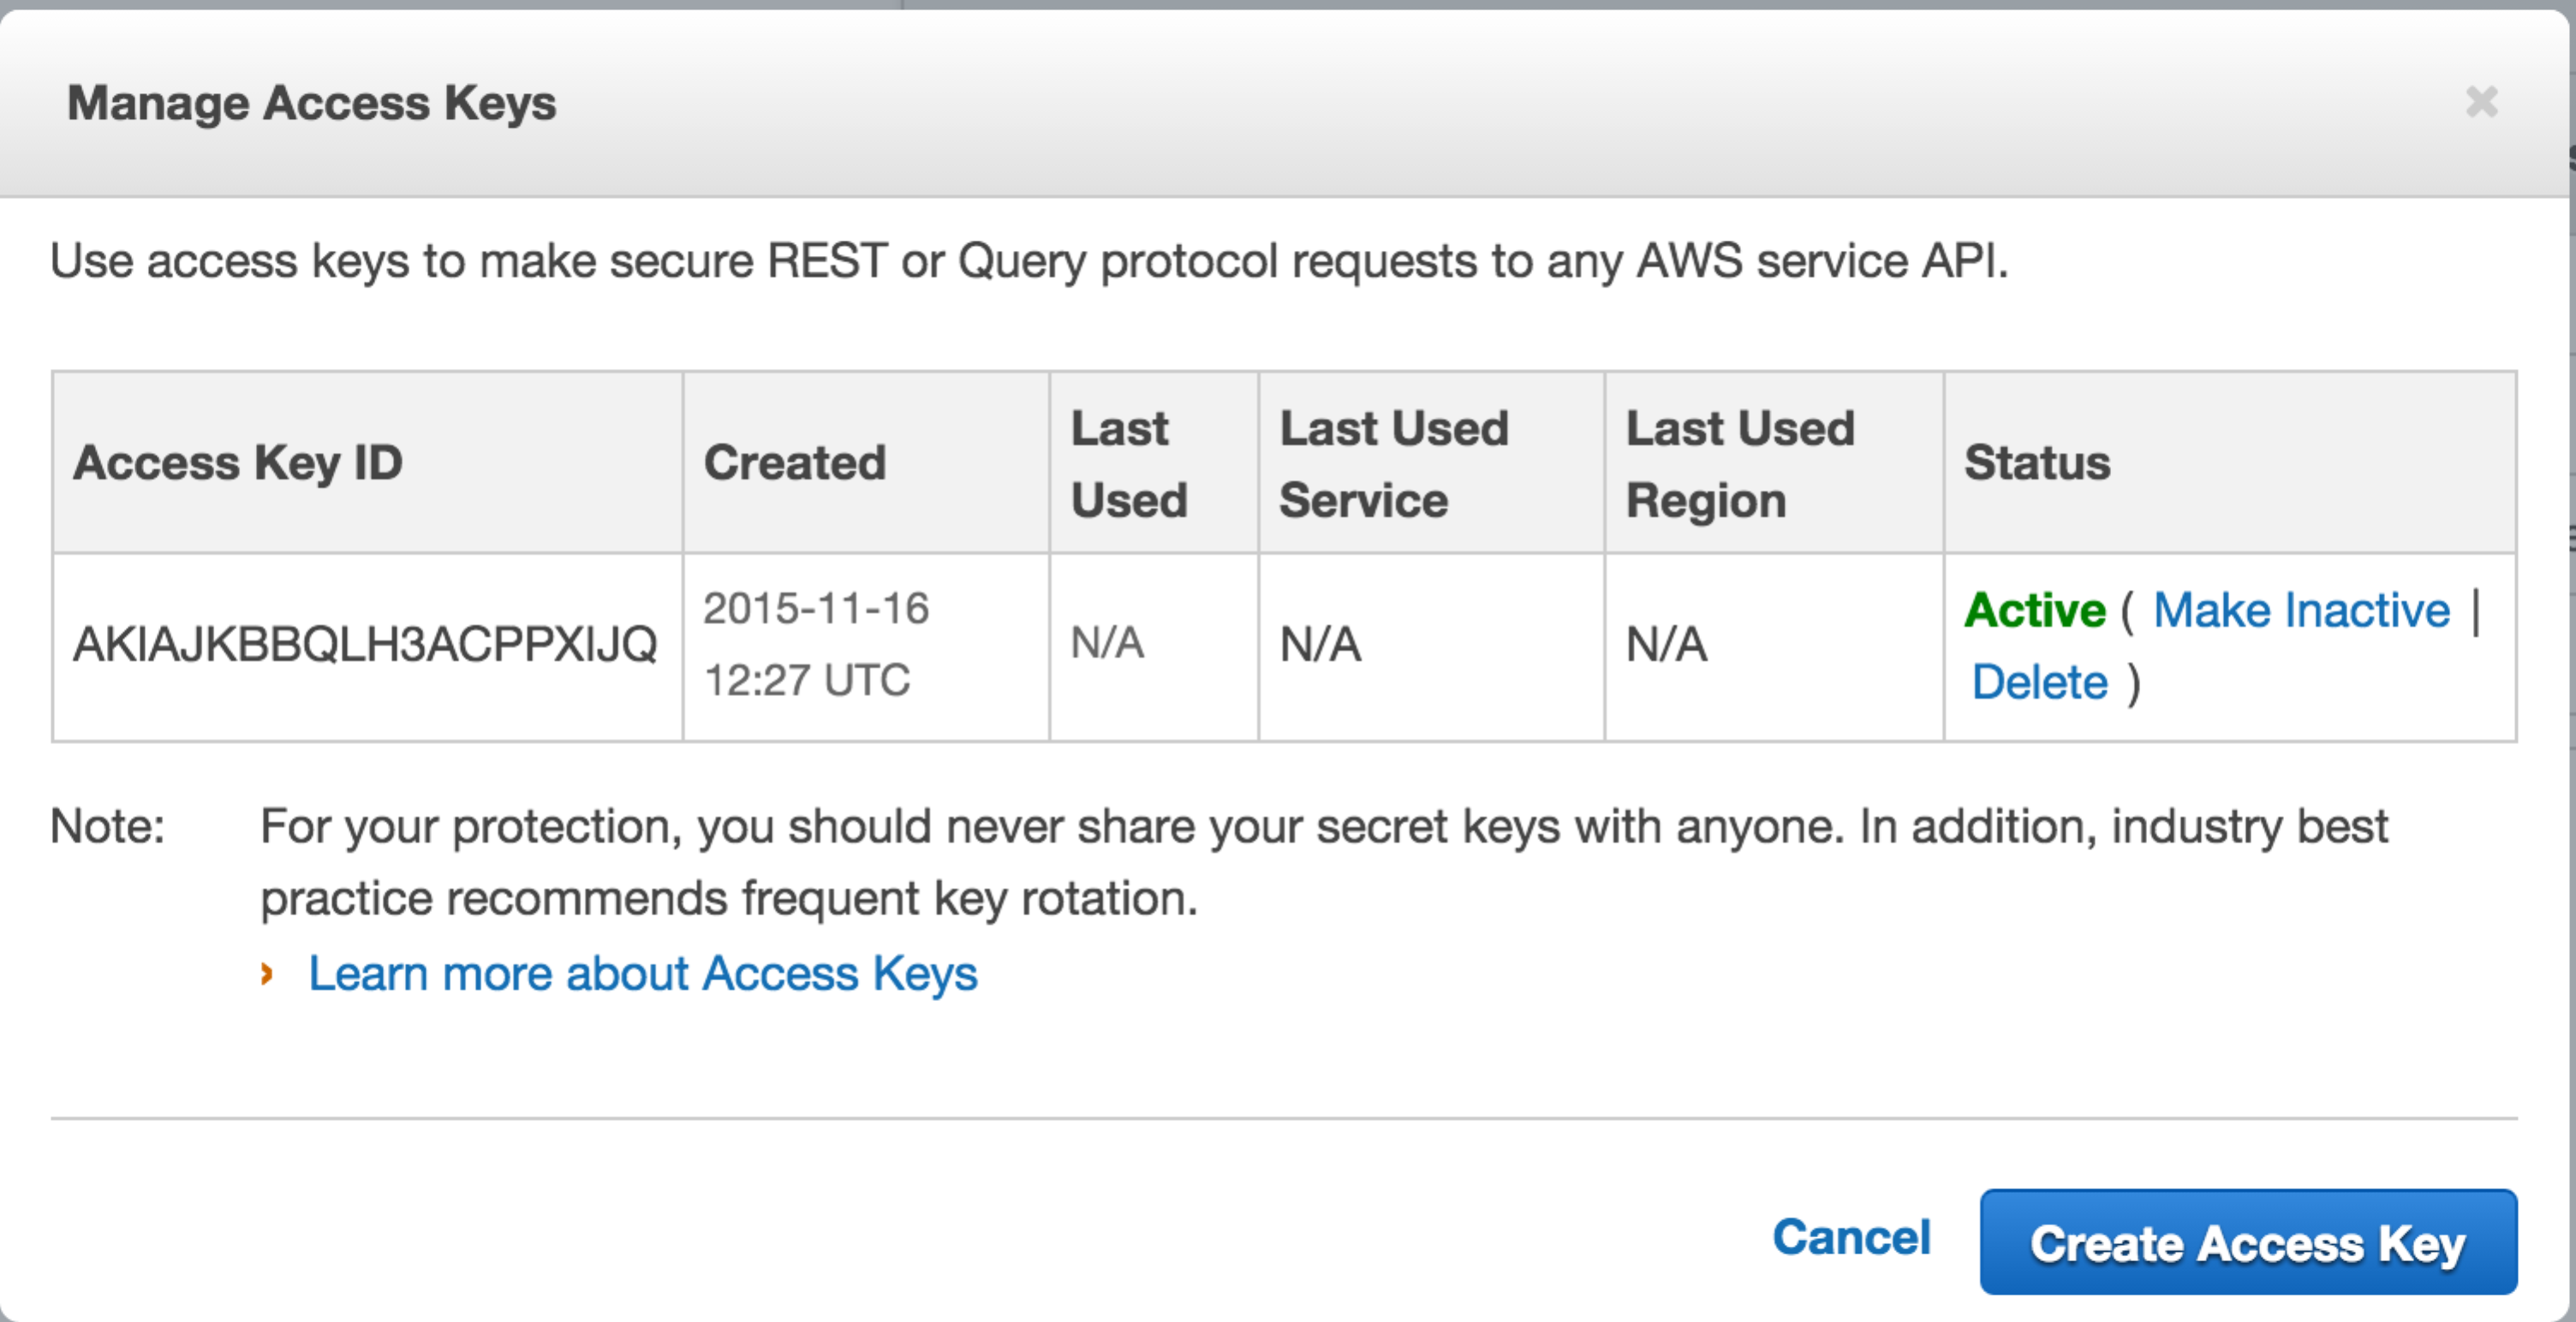 Manage Access Keys
Use access keys to make secure REST or Query protocol requests to any AWS service API.
Access Key ID
Created
Last
Used
Last Used
Service
Last Used
Region
Status
AKIAJKBBQLH3ACPPXIJQ
2015-11-16
12:27 UTC
N/A
N/A
N/A
Active ( Make Inactive |
Delete )
Note: For your protection, you should never share your secret keys with anyone. In addition, industry best
practice recommends frequent key rotation.
› Learn more about Access Keys
Cancel
Create Access Key